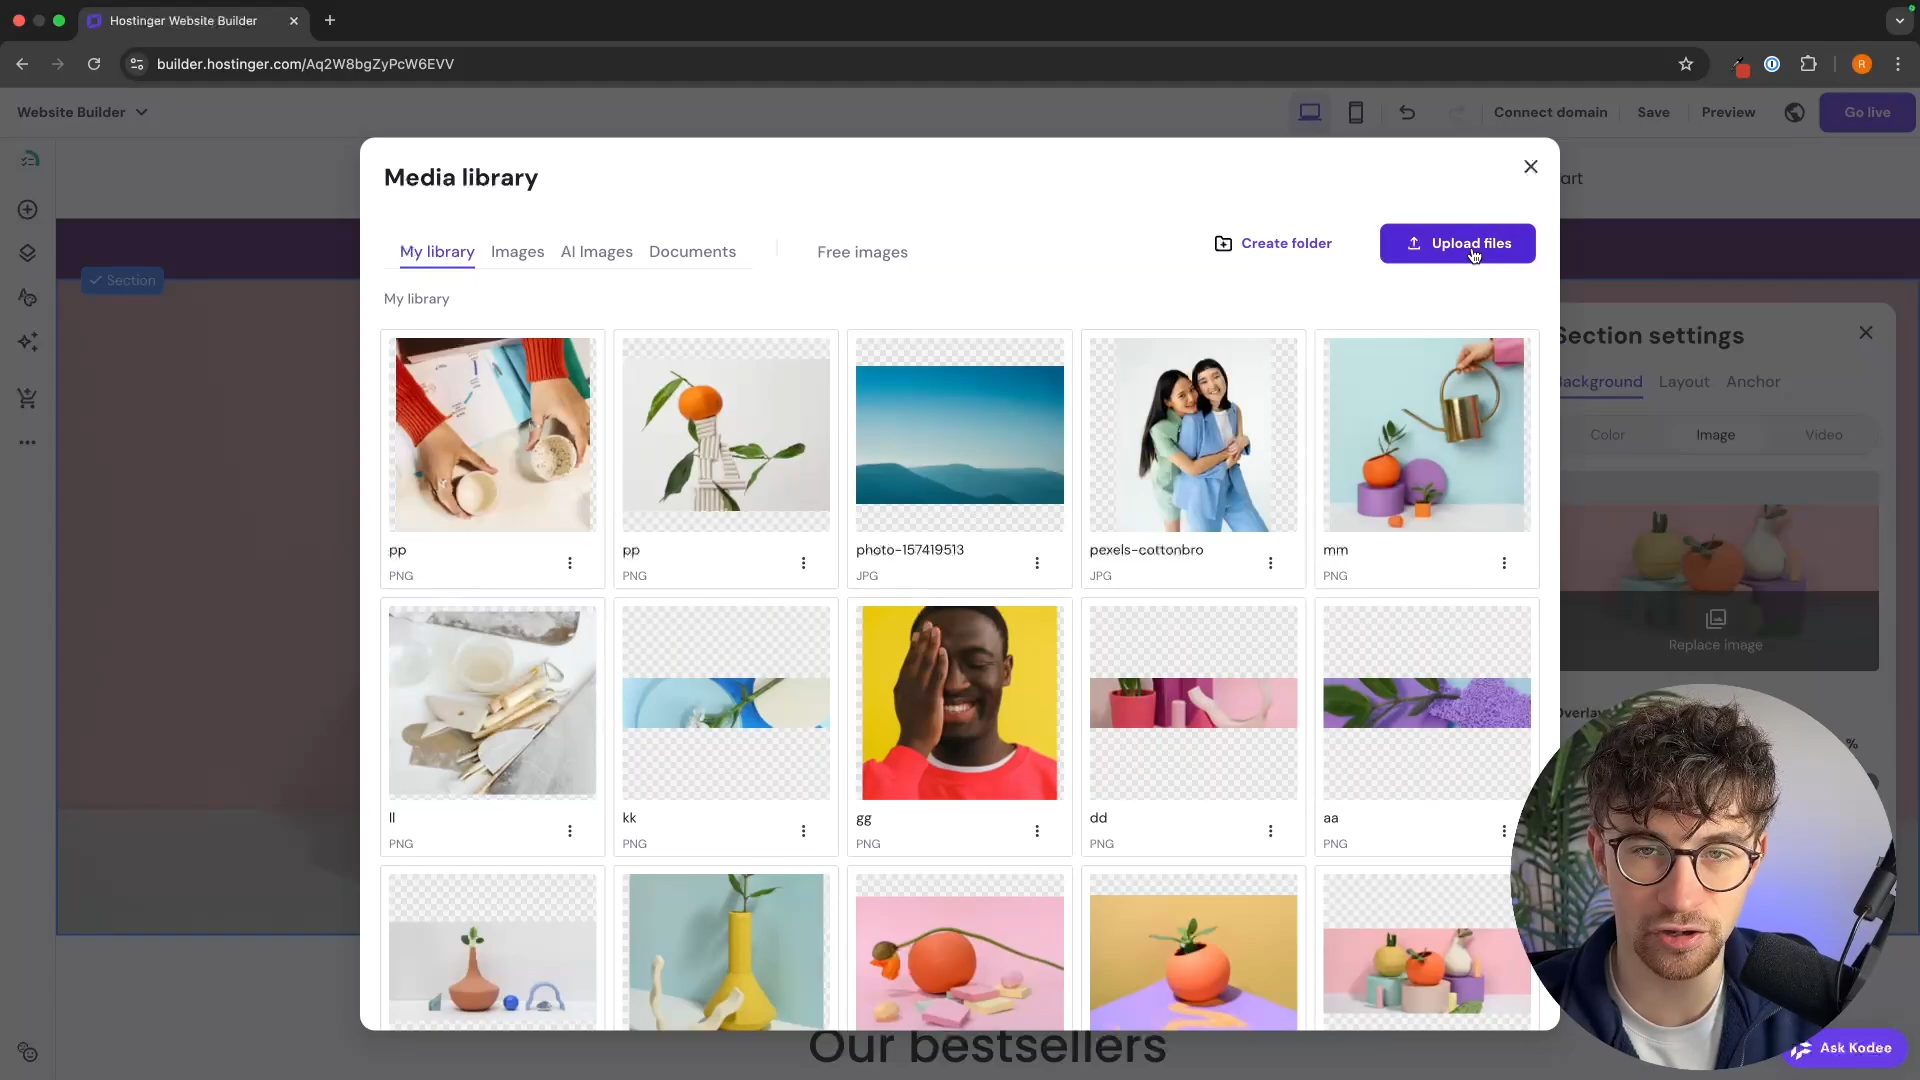 Hostinger Website Builder
builder.hostinger.com/Aq2W8bgZyPcW6EVV
R
Website Builder
Connect domain
Save
Preview
Go live
Media library
art
My library
Images
AI Images
Documents
Free images
Create folder
Upload files
Section
My library
Section settings
Background
Layout
Anchor
Color
Image
Video
pp
PNG
pp
PNG
photo-157419513
JPG
pexels-cottonbro
JPG
mm
PNG
Replace image
Overlay
%
ll
PNG
kk
PNG
gg
PNG
dd
PNG
aa
PNG
Our bestsellers
Ask Kodee